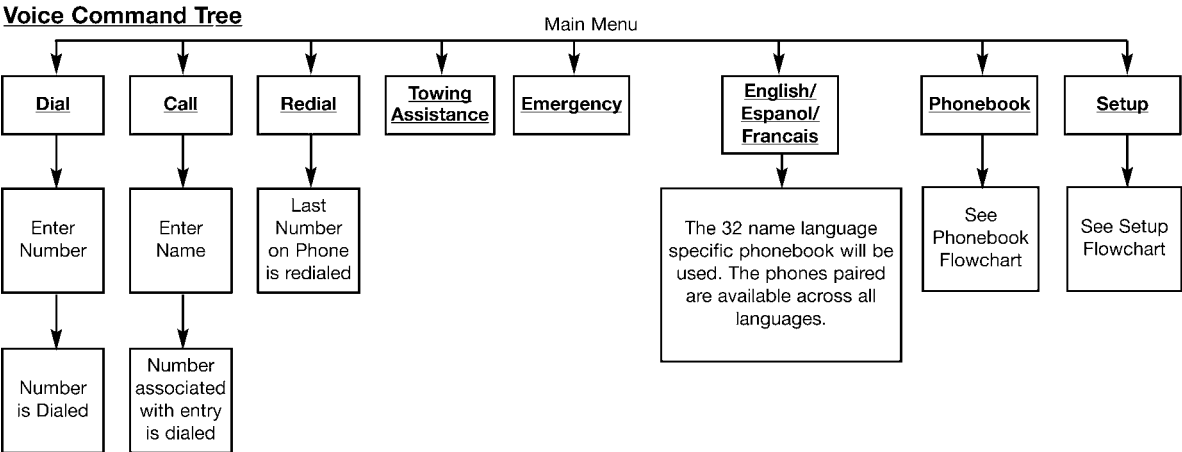 Voice Command Tree
Main Menu
Dial
Call
Redial
Towing
Assistance
Emergency
English/
Espanol/
Francais
Phonebook
Setup
Enter
Number
Enter
Name
Last
Number
on Phone
is redialed
The 32 name language
specific phonebook will be
used. The phones paired
are available across all
languages.
See
Phonebook
Flowchart
See Setup
Flowchart
Number
is Dialed
Number
associated
with entry
is dialed